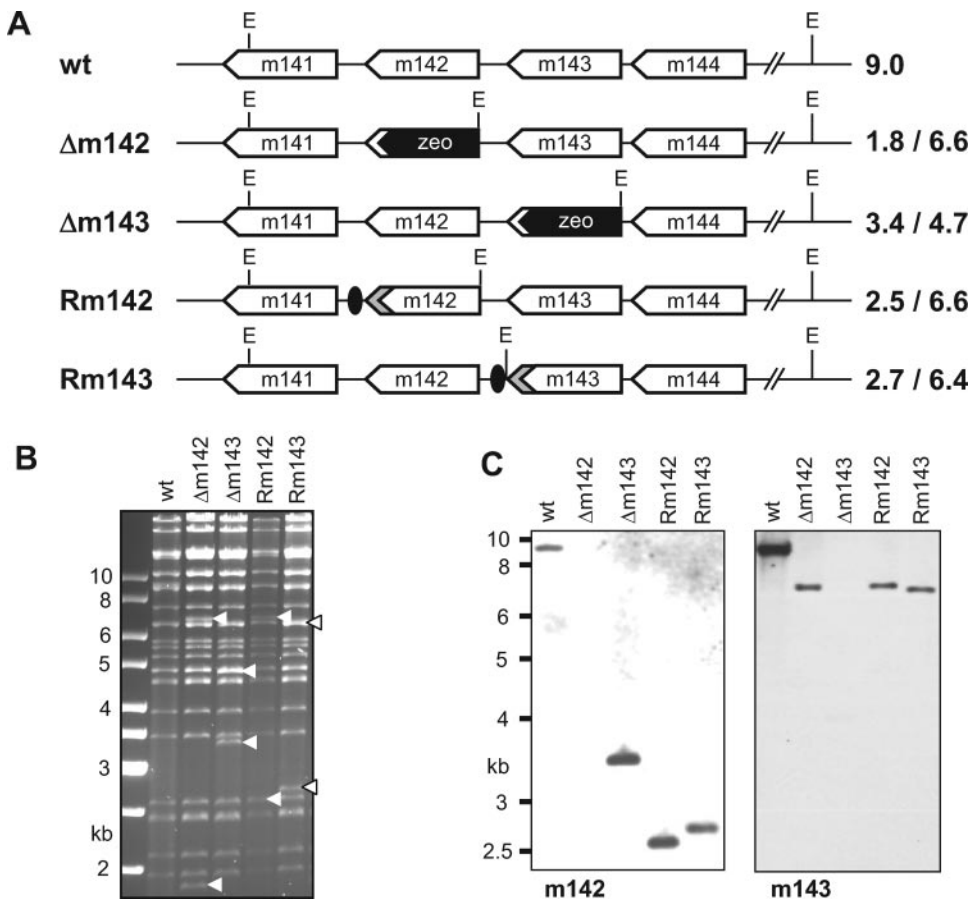 A
E E
wt m141 m142 m143 m144 9.0
E E E
Δm142 m141 zeo m143 m144 1.8 / 6.6
E E E
Δm143 m141 m142 zeo m144 3.4 / 4.7
E E E
Rm142 m141 m142 m143 m144 2.5 / 6.6
E E E
Rm143 m141 m142 m143 m144 2.7 / 6.4
B
wt Δm142 Δm143 Rm142 Rm143
10
8
6
5
4
3
kb
2
C
wt Δm142 Δm143 Rm142 Rm143
10
8
6
5
4
kb
3
2.5
m142
wt Δm142 Δm143 Rm142 Rm143
m143